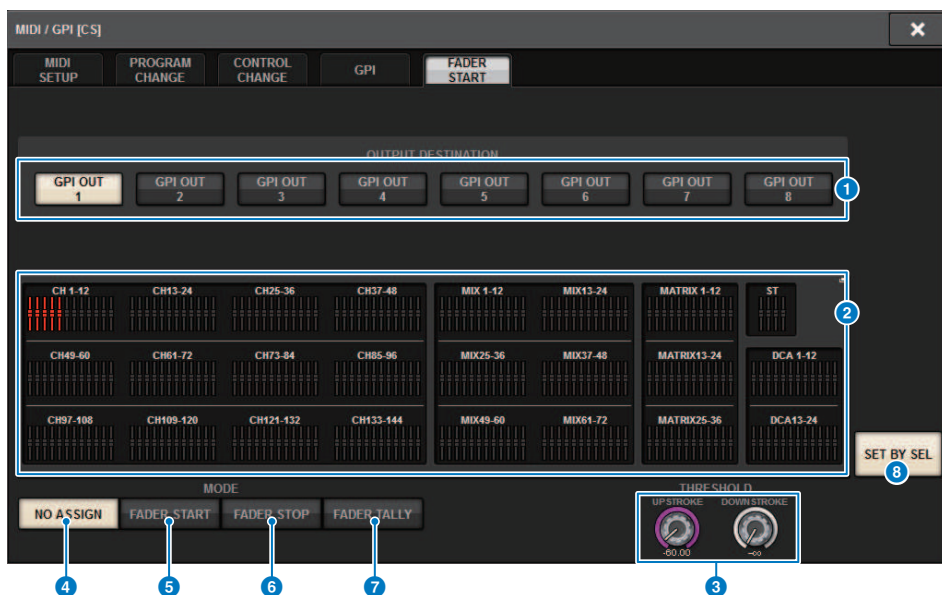 MIDI / GPI [CS]
MIDI SETUP
PROGRAM CHANGE
CONTROL CHANGE
GPI
FADER START
OUTPUT DESTINATION
GPI OUT 1
GPI OUT 2
GPI OUT 3
GPI OUT 4
GPI OUT 5
GPI OUT 6
GPI OUT 7
GPI OUT 8
1
CH 1-12
CH13-24
CH25-36
CH37-48
MIX 1-12
MIX13-24
MATRIX 1-12
ST
2
CH49-60
CH61-72
CH73-84
CH85-96
MIX25-36
MIX37-48
MATRIX13-24
DCA 1-12
CH97-108
CH109-120
CH121-132
CH133-144
MIX49-60
MIX61-72
MATRIX25-36
DCA13-24
SET BY SEL
8
MODE
THRESHOLD
NO ASSIGN
FADER START
FADER STOP
FADER TALLY
UP STROKE
DOWN STROKE
-60.00
-∞
4
5
6
7
3